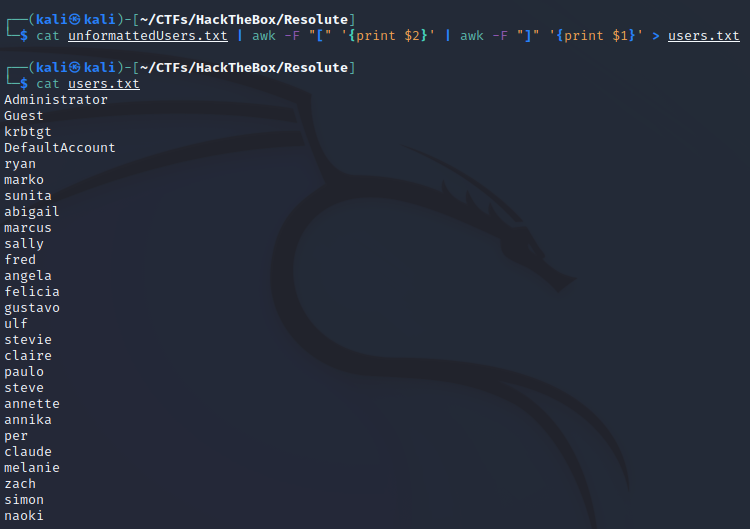 ┌──(kali㉿kali)-[~/CTFs/HackTheBox/Resolute]
└─$ cat unformattedUsers.txt | awk -F "[" '{print $2}' | awk -F "]" '{print $1}' > users.txt
┌──(kali㉿kali)-[~/CTFs/HackTheBox/Resolute]
└─$ cat users.txt
Administrator
Guest
krbtgt
DefaultAccount
ryan
marko
sunita
abigail
marcus
sally
fred
angela
felicia
gustavo
ulf
stevie
claire
paulo
steve
annette
annika
per
claude
melanie
zach
simon
naoki